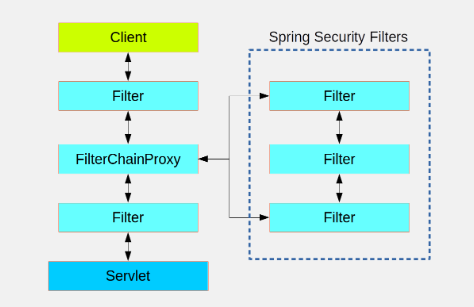 Client
Filter
FilterChainProxy
Filter
Servlet
Spring Security Filters
Filter
Filter
Filter